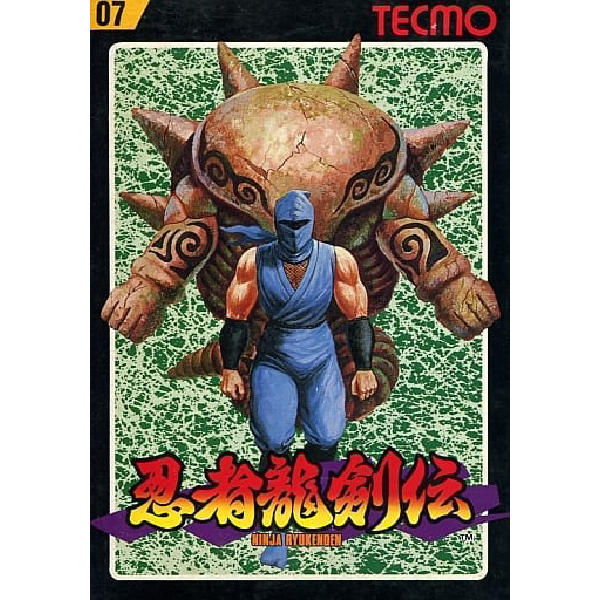 07
TECMO
忍者龍剣伝
NINJA RYUKENDEN
TM